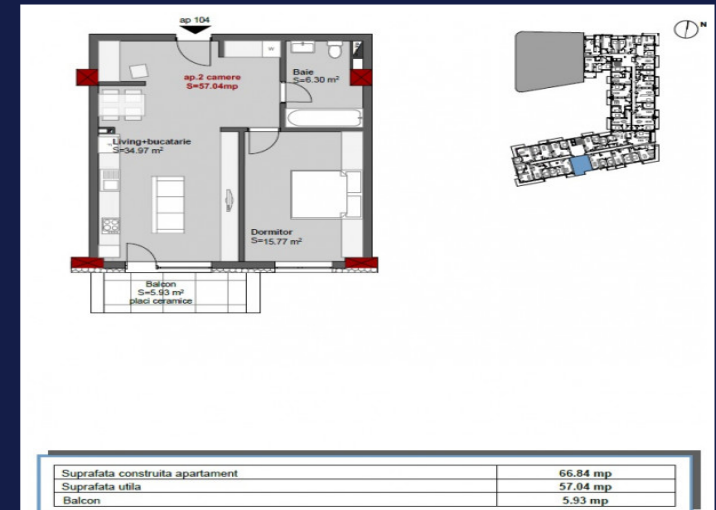 ap 104
N
ap.2 camere
S=57.04mp
Baie
S=6.30 m²
Living+bucatarie
S=34.97 m²
Dormitor
S=15.77 m²
Balcon
S=5.93 m²
placi ceramice
Suprafata construita apartament 66.84 mp
Suprafata utila 57.04 mp
Balcon 5.93 mp